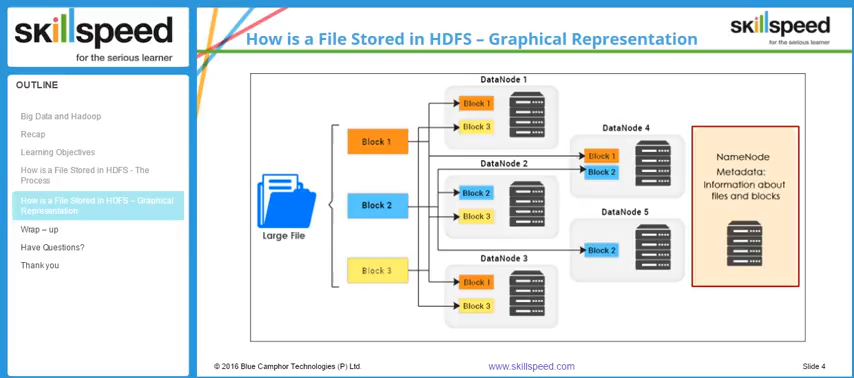 skillspeed
for the serious learner
OUTLINE
Big Data and Hadoop
Recap
Learning Objectives
How is a File Stored in HDFS - The
Process
How is a File Stored in HDFS – Graphical
Representation
Wrap – up
Have Questions?
Thank you
How is a File Stored in HDFS – Graphical Representation
skillspeed
for the serious learner
Large File
Block 1
Block 2
Block 3
DataNode 1
Block 1
Block 3
DataNode 2
Block 2
Block 3
DataNode 3
Block 1
Block 3
DataNode 4
Block 1
Block 2
DataNode 5
Block 2
NameNode
Metadata:
Information about
files and blocks
© 2016 Blue Camphor Technologies (P) Ltd.
www.skillspeed.com
Slide 4